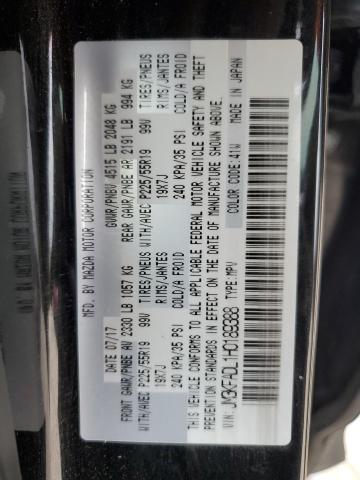 MFD. BY MAZDA MOTOR CORPORATION
DATE 07/17 GVWR/PNBV 4515 LB 2048 KG
FRONT GAWR/PNBE AV 2330 LB 1057 KG REAR GAWR/PNBE AR 2191 LB 994 KG
WITH/AVEC P225/55R19 99V TIRES/PNEUS WITH/AVEC P225/55R19 99V TIRES/PNEUS
19X7J RIMS/JANTES 19X7J RIMS/JANTES
240 KPA/35 PSI COLD/A FROID 240 KPA/35 PSI COLD/A FROID
THIS VEHICLE CONFORMS TO ALL APPLICABLE FEDERAL MOTOR VEHICLE SAFETY AND THEFT
PREVENTION STANDARDS IN EFFECT ON THE DATE OF MANUFACTURE SHOWN ABOVE.
TYPE: MPV COLOR CODE: 41W MADE IN JAPAN
VIN: JM3KFADL1H0189388